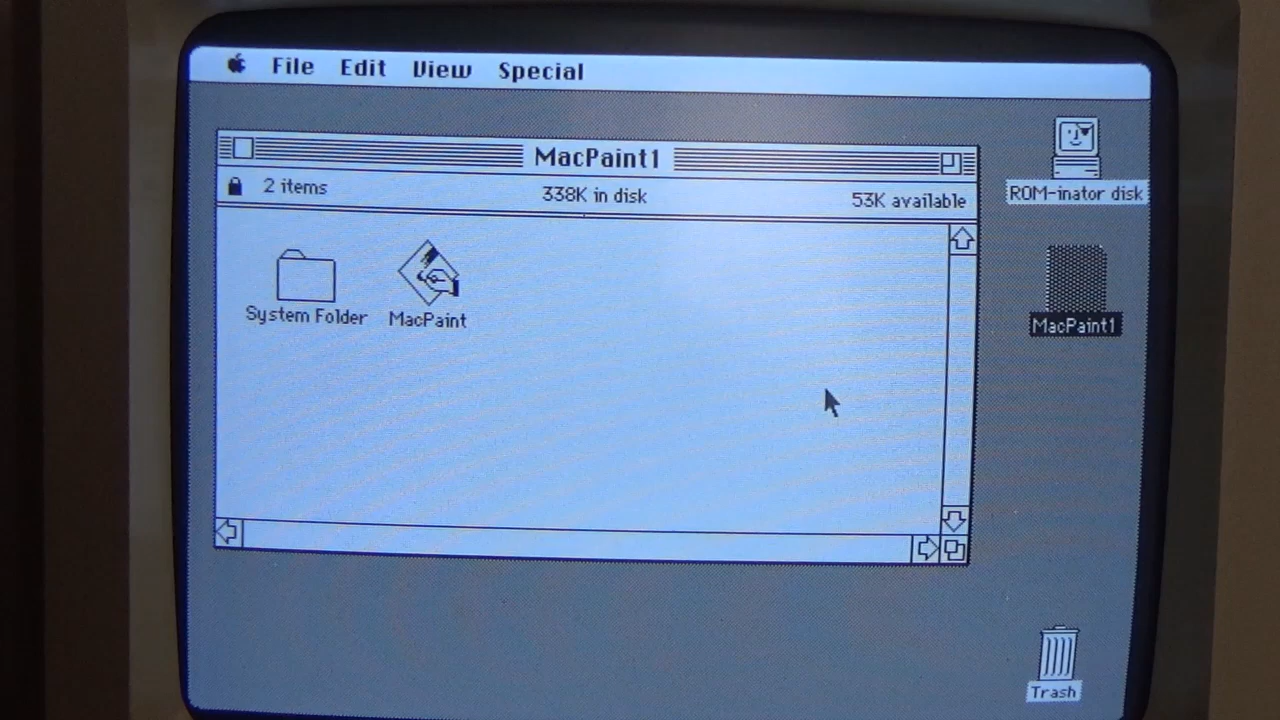 File Edit View Special
MacPaint1
2 items 338K in disk 53K available
System Folder MacPaint
ROM-inator disk
MacPaint1
Trash